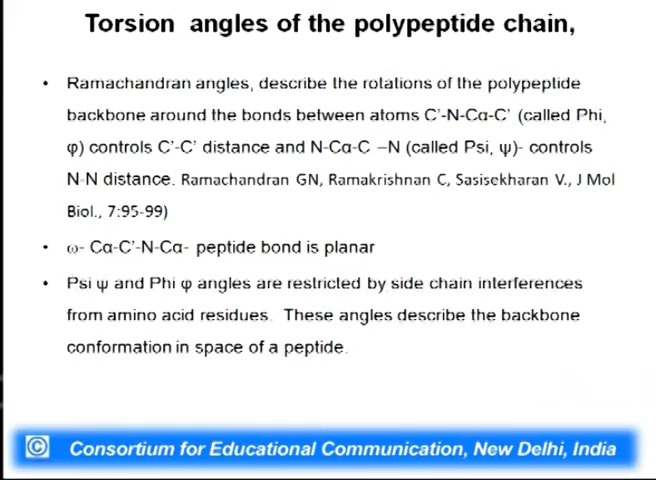 Torsion angles of the polypeptide chain,
• Ramachandran angles, describe the rotations of the polypeptide
backbone around the bonds between atoms C'-N-Cα-C' (called Phi,
φ) controls C'-C' distance and N-Cα-C –N (called Psi, ψ)- controls
N-N distance. Ramachandran GN, Ramakrishnan C, Sasisekharan V., J Mol
Biol., 7:95-99)
• ω- Cα-C'-N-Cα- peptide bond is planar
• Psi ψ and Phi φ angles are restricted by side chain interferences
from amino acid residues. These angles describe the backbone
conformation in space of a peptide.
© Consortium for Educational Communication, New Delhi, India